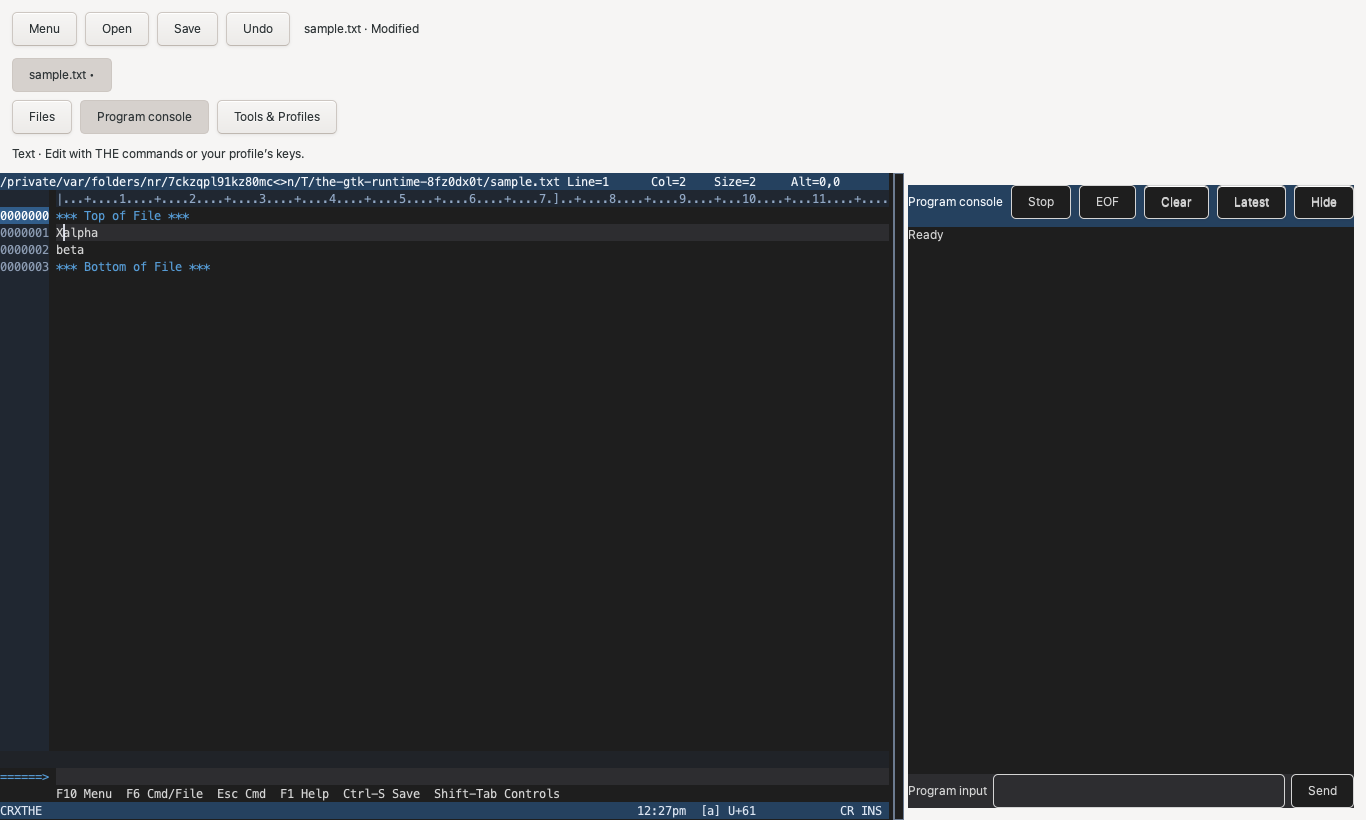 Menu Open Save Undo sample.txt · Modified
sample.txt •
Files Program console Tools & Profiles
Text · Edit with THE commands or your profile’s keys.
/private/var/folders/nr/7ckzqpl91kz80mc<>n/T/the-gtk-runtime-8fz0dx0t/sample.txt Line=1 Col=2 Size=2 Alt=0,0
|...+....1....+....2....+....3....+....4....+....5....+....6....+....7.]..+....8....+....9....+...10....+...11....+....
0000000 *** Top of File ***
0000001 Xalpha
0000002 beta
0000003 *** Bottom of File ***
======>
F10 Menu F6 Cmd/File Esc Cmd F1 Help Ctrl-S Save Shift-Tab Controls
CRXTHE 12:27pm [a] U+61 CR INS
Program console Stop EOF Clear Latest Hide
Ready
Program input Send